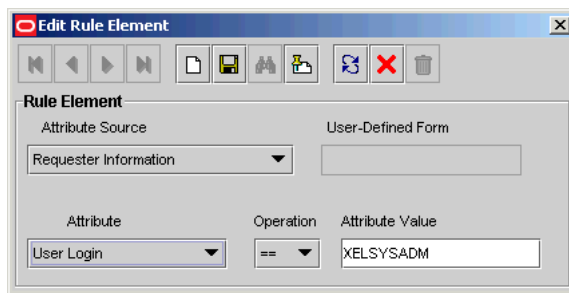 Edit Rule Element
Rule Element
Attribute Source User-Defined Form
Requester Information
Attribute Operation Attribute Value
User Login == XELSYSADM